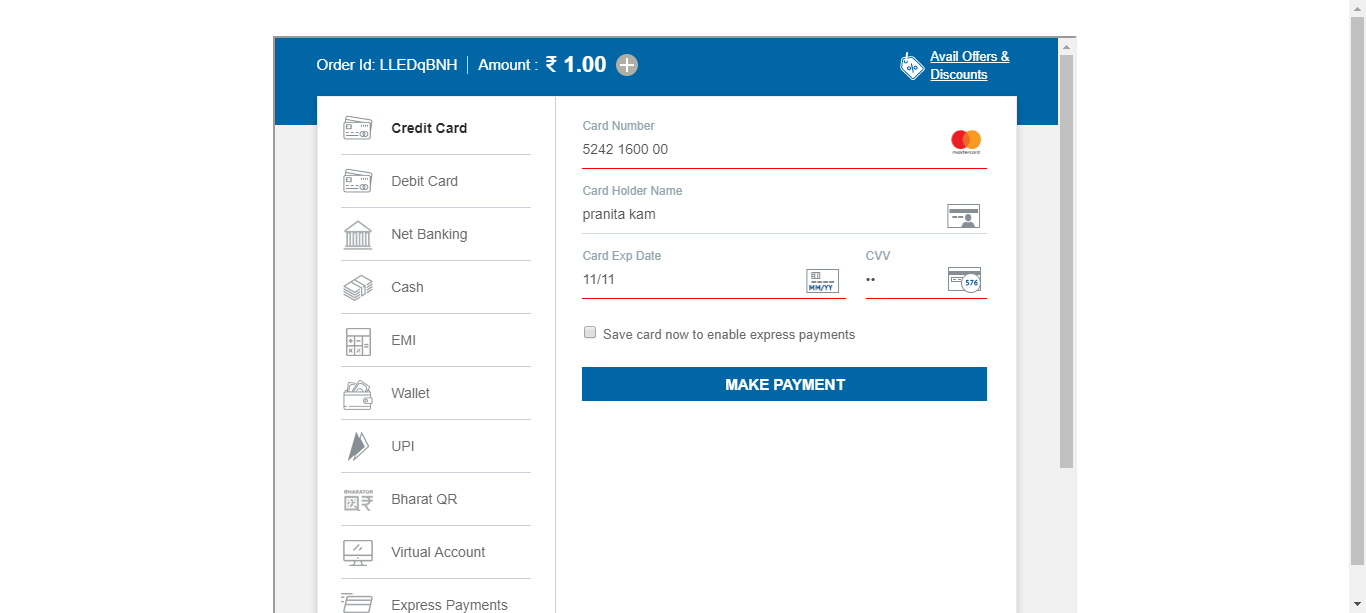 Order Id: LLEDqBNH Amount : ₹ 1.00
Avail Offers &
Discounts
Credit Card
Debit Card
Net Banking
Cash
EMI
Wallet
UPI
BHARATQR
Bharat QR
Virtual Account
Express Payments
Card Number
5242 1600 00
mastercard
Card Holder Name
pranita kam
Card Exp Date
11/11
MM/YY
CVV
••
576
Save card now to enable express payments
MAKE PAYMENT